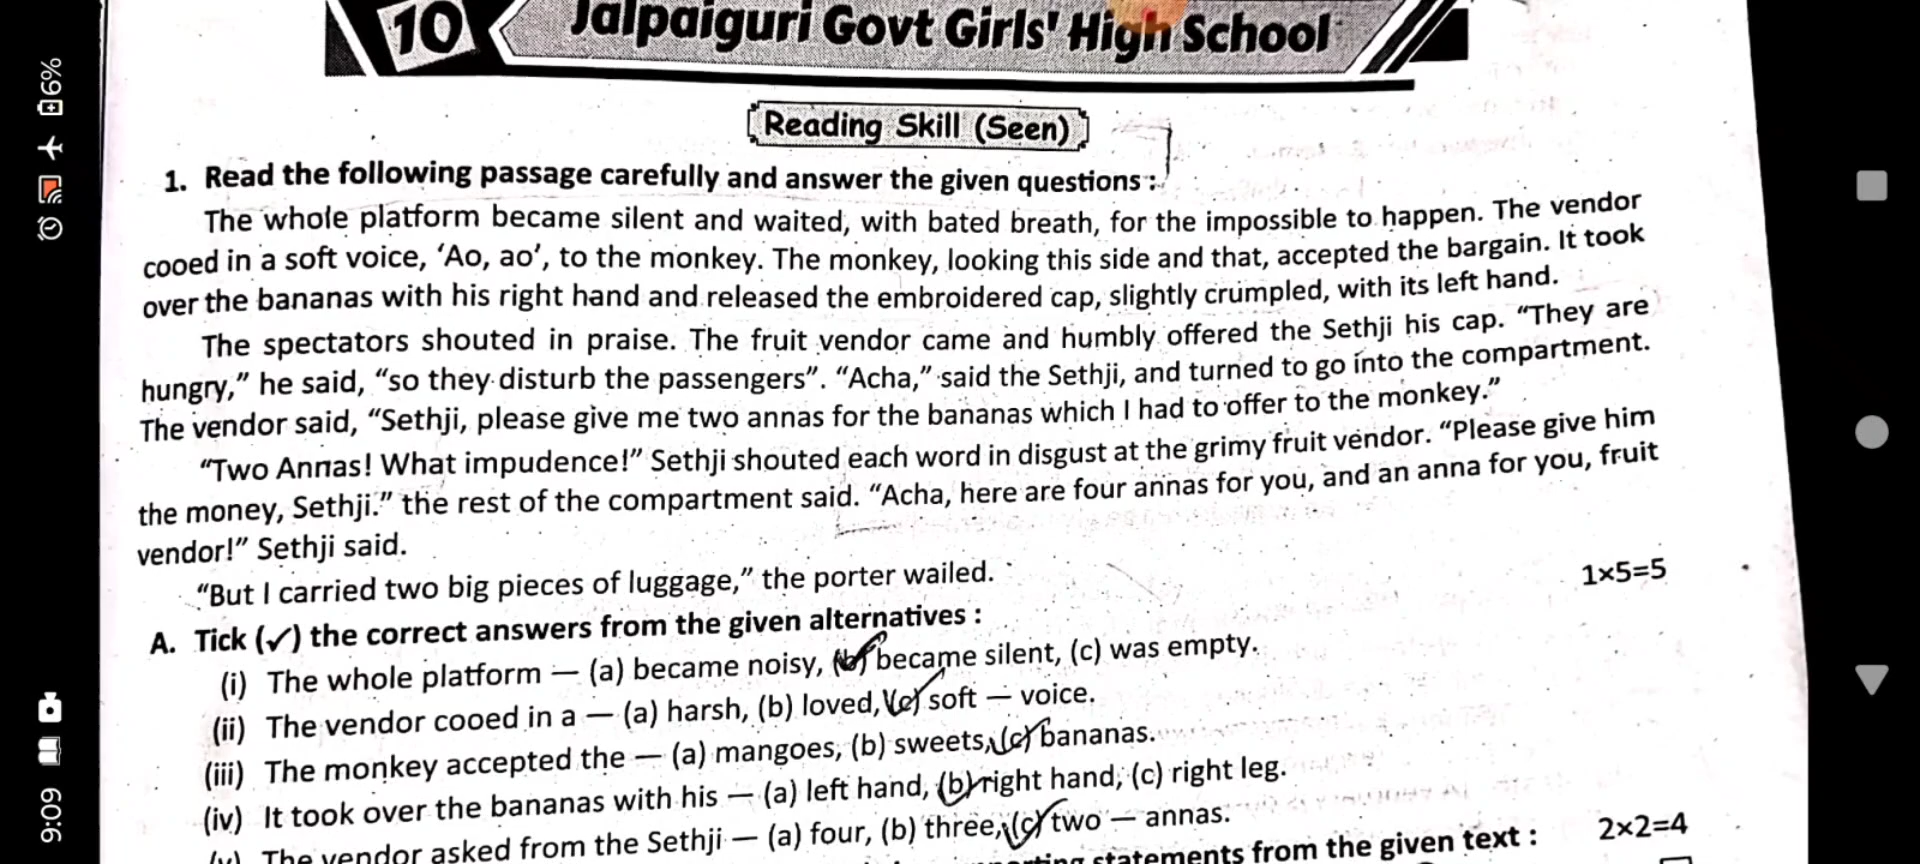 10 Jalpaiguri Govt Girls' High School
Reading Skill (Seen)
1. Read the following passage carefully and answer the given questions :
The whole platform became silent and waited, with bated breath, for the impossible to happen. The vendor
cooed in a soft voice, ‘Ao, ao’, to the monkey. The monkey, looking this side and that, accepted the bargain. It took
over the bananas with his right hand and released the embroidered cap, slightly crumpled, with its left hand.
The spectators shouted in praise. The fruit vendor came and humbly offered the Sethji his cap. “They are
hungry,” he said, “so they disturb the passengers”. “Acha,” said the Sethji, and turned to go into the compartment.
The vendor said, “Sethji, please give me two annas for the bananas which I had to offer to the monkey.”
“Two Annas! What impudence!” Sethji shouted each word in disgust at the grimy fruit vendor. “Please give him
the money, Sethji.” the rest of the compartment said. “Acha, here are four annas for you, and an anna for you, fruit
vendor!” Sethji said.
“But I carried two big pieces of luggage,” the porter wailed.
A. Tick (✓) the correct answers from the given alternatives : 1×5=5
(i) The whole platform — (a) became noisy, (b) became silent, (c) was empty.
(ii) The vendor cooed in a — (a) harsh, (b) loved, (c) soft — voice.
(iii) The monkey accepted the — (a) mangoes, (b) sweets, (c) bananas.
(iv) It took over the bananas with his — (a) left hand, (b) right hand, (c) right leg.
(v) The vendor asked from the Sethji — (a) four, (b) three, (c) two — annas.
statements from the given text : 2×2=4
6%
9:09